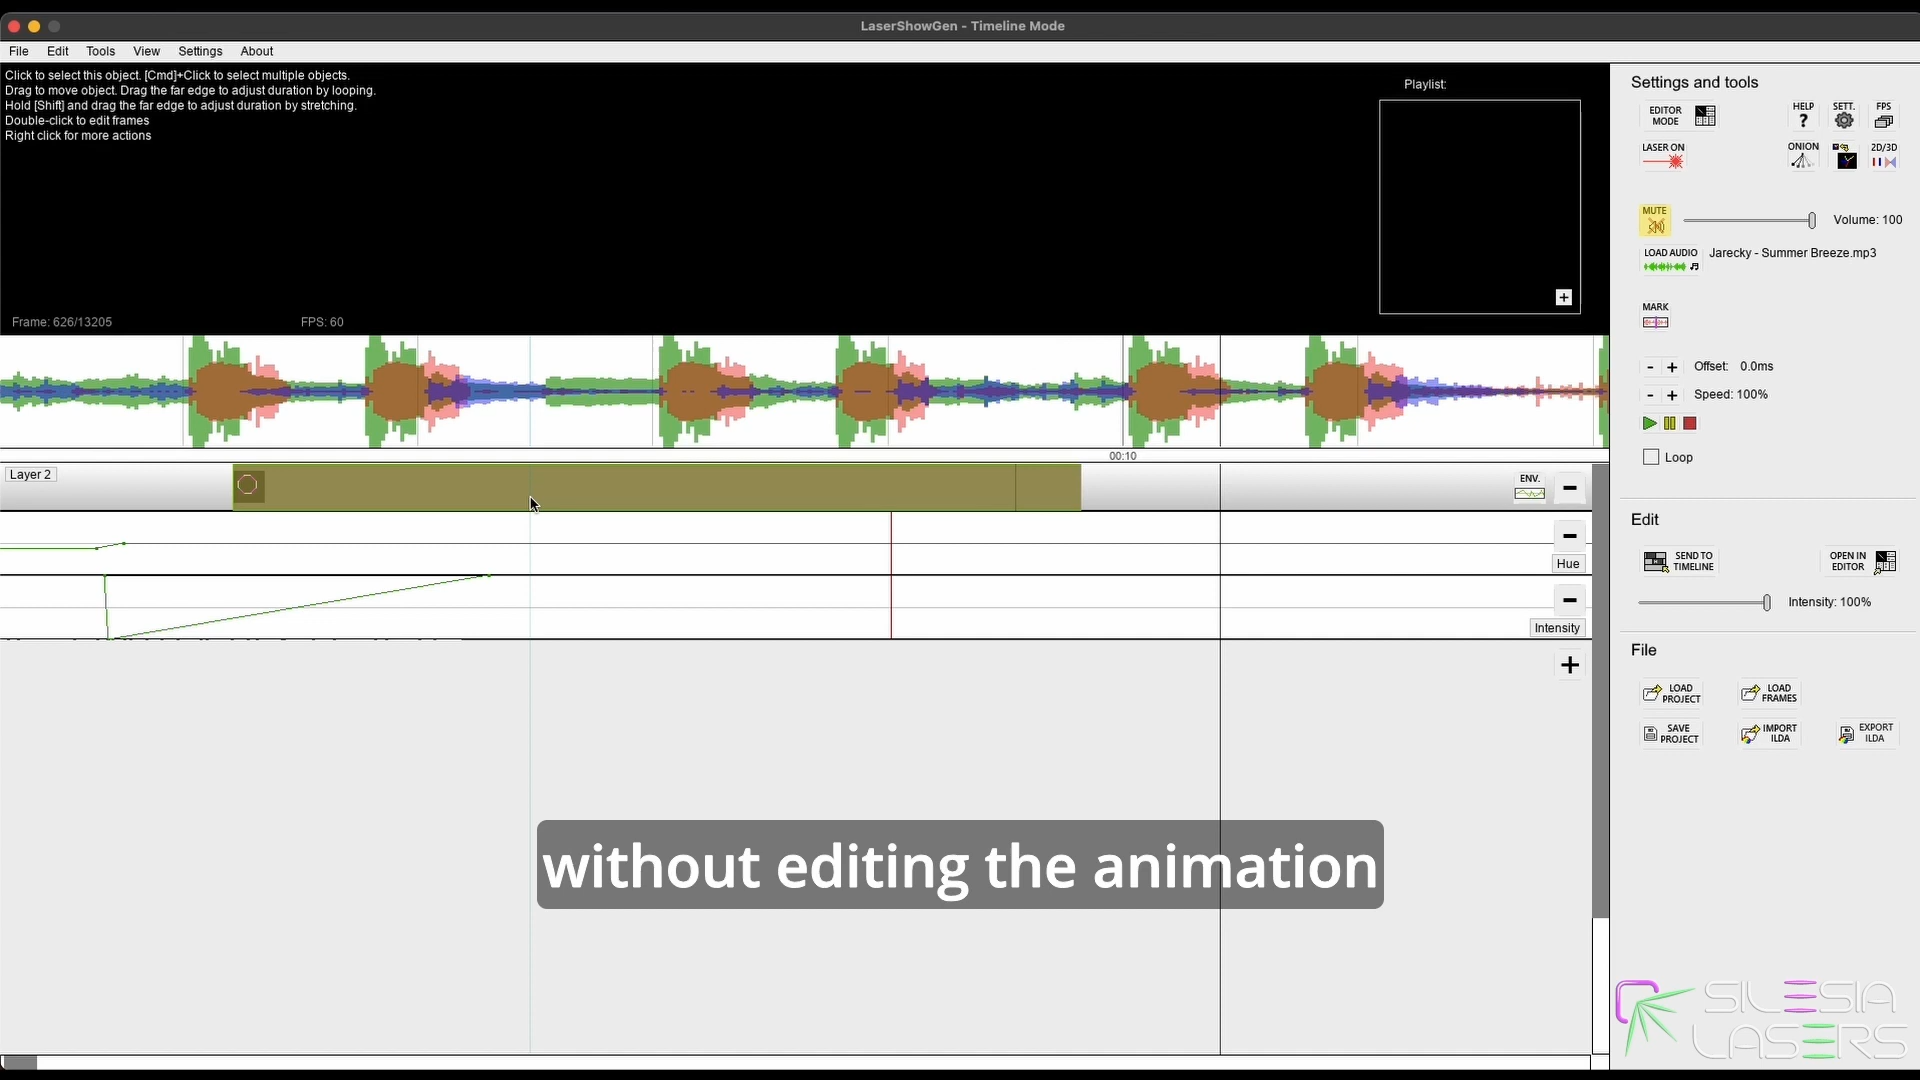 LaserShowGen - Timeline Mode
File Edit Tools View Settings About
Click to select this object. [Cmd]+Click to select multiple objects.
Drag to move object. Drag the far edge to adjust duration by looping.
Hold [Shift] and drag the far edge to adjust duration by stretching.
Double-click to edit frames
Right click for more actions
Playlist:
+
Frame: 626/13205
FPS: 60
00:10
Layer 2
ENV.
Hue
Intensity
without editing the animation
Settings and tools
EDITOR MODE
HELP
?
SETT.
FPS
LASER ON
ONION
2D/3D
MUTE
Volume: 100
LOAD AUDIO
Jarecky - Summer Breeze.mp3
MARK
- + Offset: 0.0ms
- + Speed: 100%
Loop
Edit
SEND TO TIMELINE
OPEN IN EDITOR
Intensity: 100%
File
LOAD PROJECT
LOAD FRAMES
SAVE PROJECT
IMPORT ILDA
EXPORT ILDA
SILESIA
LASERS